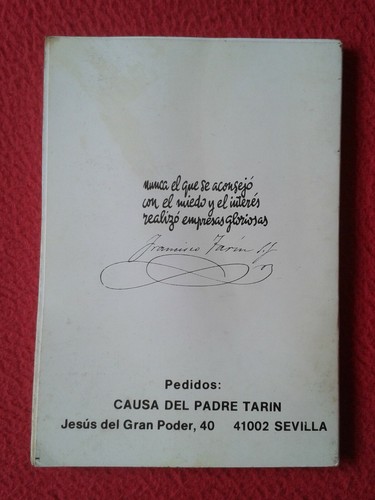 nunca el que se aconsejó
con el miedo y el interés
realizó empresas gloriosas
Francisco Tarín S.J.
Pedidos:
CAUSA DEL PADRE TARIN
Jesús del Gran Poder, 40 41002 SEVILLA